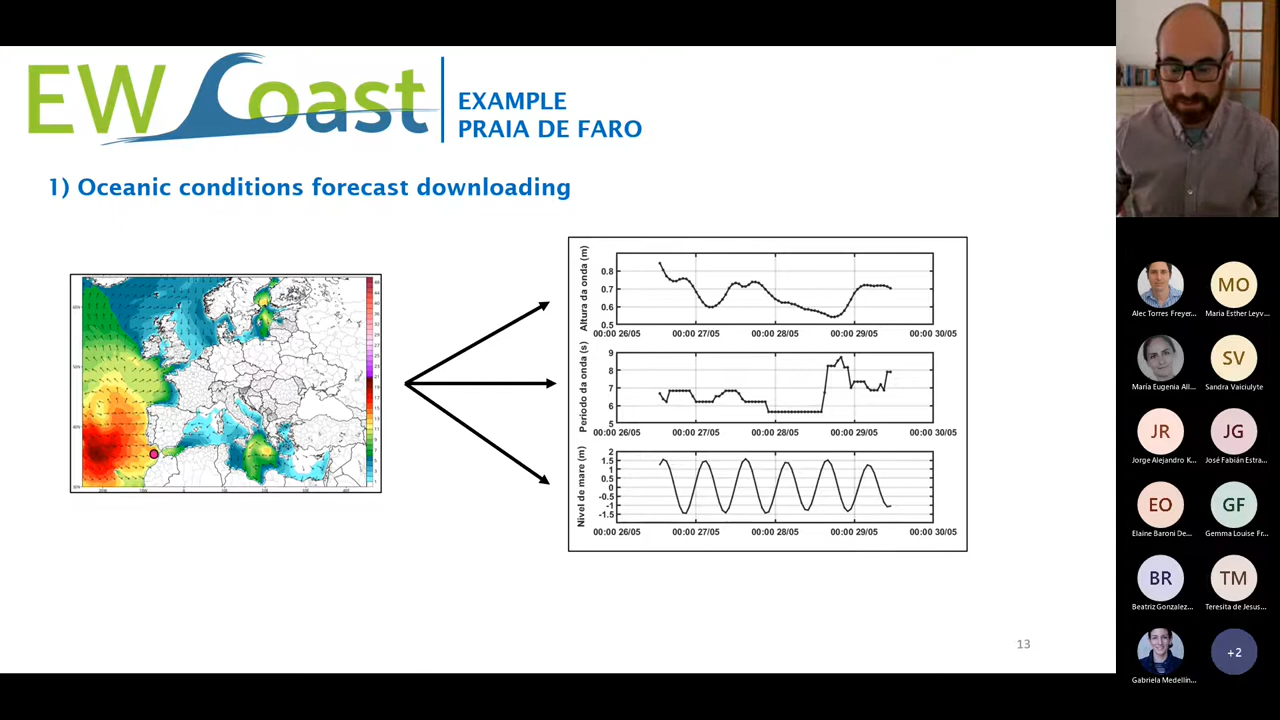 EW Coast
EXAMPLE
PRAIA DE FARO
1) Oceanic conditions forecast downloading
Altura da onda (m)
0.8
0.7
0.6
0.5
00:00 26/05
00:00 27/05
00:00 28/05
00:00 29/05
00:00 30/05
Periodo da onda (s)
9
8
7
6
5
00:00 26/05
00:00 27/05
00:00 28/05
00:00 29/05
00:00 30/05
Nivel de mare (m)
2
1.5
1
0.5
0
-0.5
-1
-1.5
00:00 26/05
00:00 27/05
00:00 28/05
00:00 29/05
00:00 30/05
13
Alec Torres Freyer...
MO
Maria Esther Leyv...
María Eugenia All...
SV
Sandra Vaiciulyte
JR
Jorge Alejandro K...
JG
José Fabián Estra...
EO
Elaine Baroni De...
GF
Gemma Louise Fr...
BR
Beatriz Gonzalez...
TM
Teresita de Jesus...
Gabriela Medellín...
+2